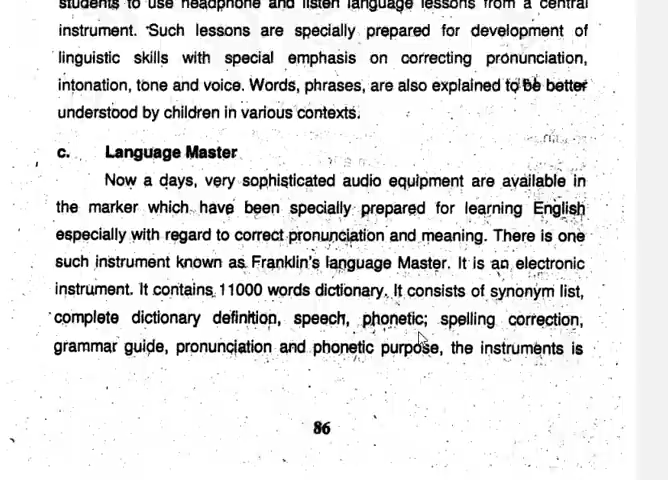 students to use headphone and listen language lessons from a central
instrument. Such lessons are specially prepared for development of
linguistic skills with special emphasis on correcting pronunciation,
intonation, tone and voice. Words, phrases, are also explained to be better
understood by children in various contexts.
c. Language Master
Now a days, very sophisticated audio equipment are available in
the marker which have been specially prepared for learning English
especially with regard to correct pronunciation and meaning. There is one
such instrument known as Franklin's language Master. It is an electronic
instrument. It contains 11000 words dictionary. It consists of synonym list,
complete dictionary definition, speech, phonetic; spelling correction,
grammar guide, pronunciation and phonetic purpose, the instruments is
86